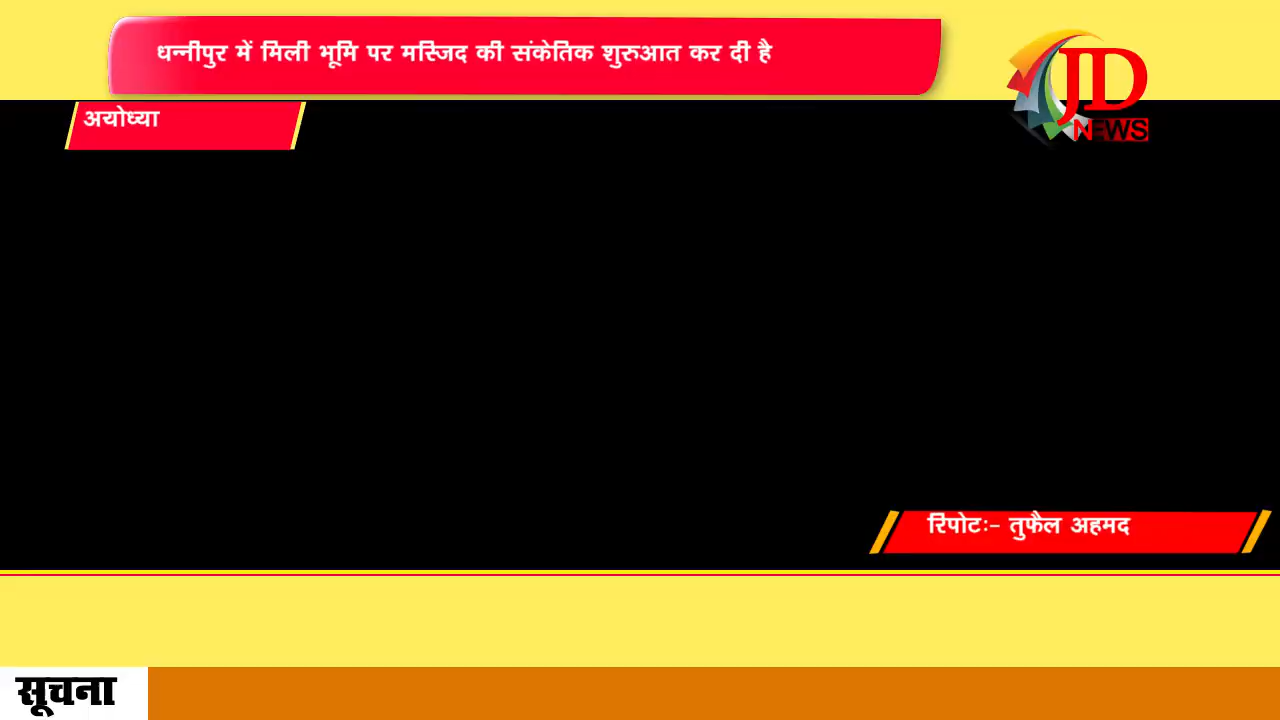 धन्नीपुर में मिली भूमि पर मस्जिद की संकेतिक शुरुआत कर दी है
अयोध्या
JD
NEWS
रिपोटः- तुफैल अहमद
सूचना